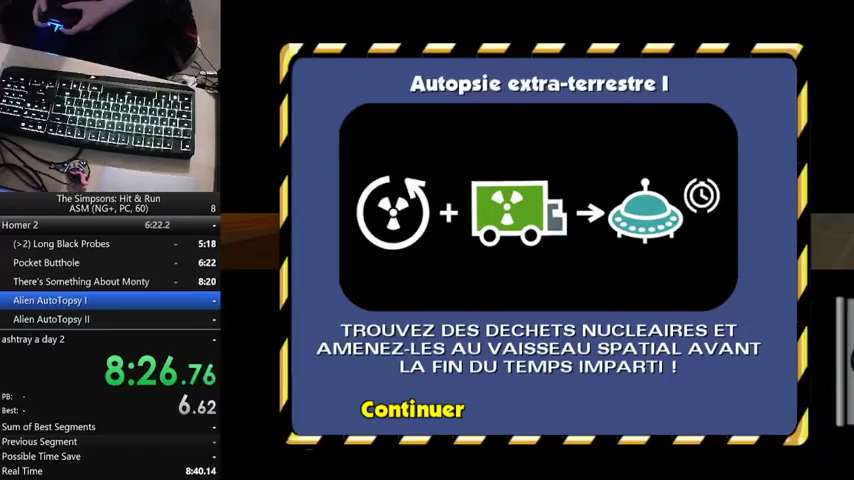 The Simpsons: Hit & Run
ASM (NG+, PC, 60) 8
Homer 2 6:22.2 -
(>2) Long Black Probes - 5:18
Pocket Butthole - 6:22
There's Something About Monty - 8:20
Alien AutoTopsy I -
Alien AutoTopsy II -
ashtray a day 2 -
8:26.76
PB: -
Best: -
6.62
Sum of Best Segments -
Previous Segment -
Possible Time Save -
Real Time 8:40.14
Autopsie extra-terrestre I
TROUVEZ DES DECHETS NUCLEAIRES ET
AMENEZ-LES AU VAISSEAU SPATIAL AVANT
LA FIN DU TEMPS IMPARTI !
Continuer